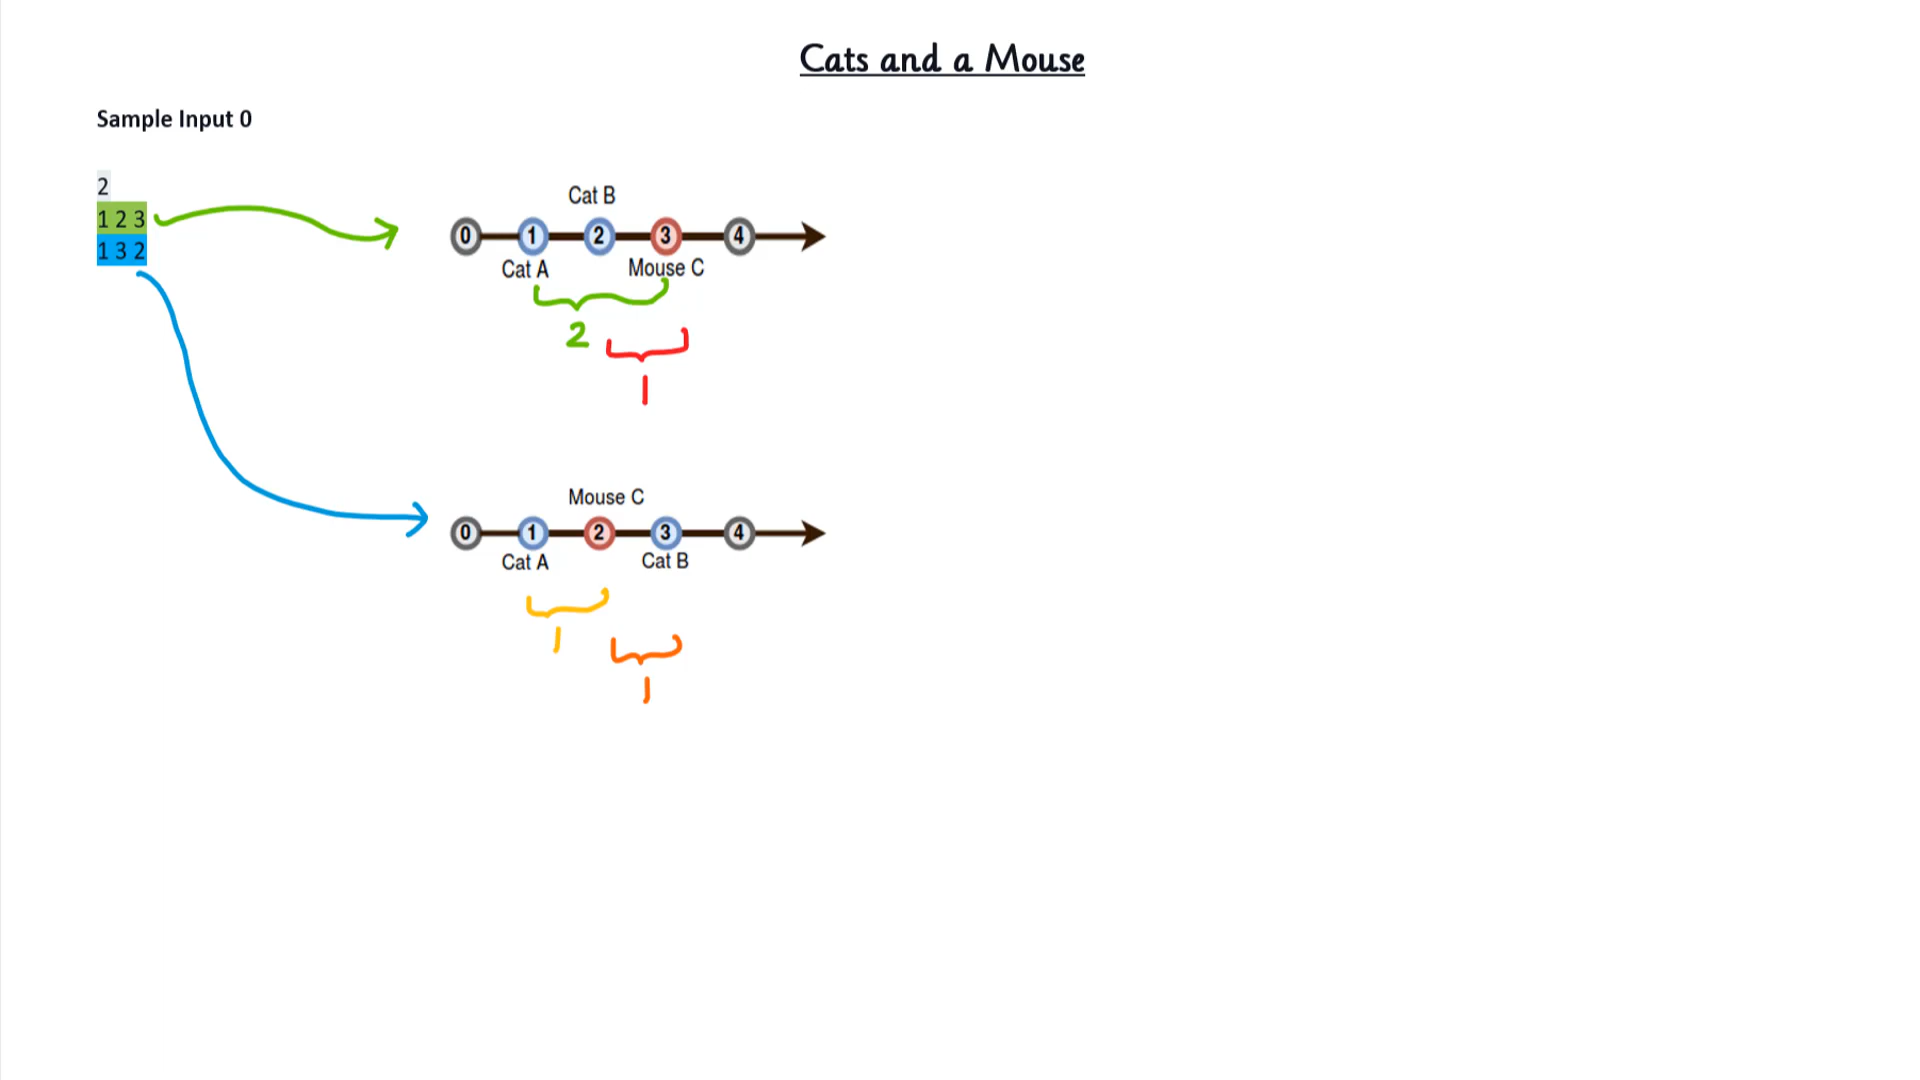 Cats and a Mouse
Sample Input 0
2
1 2 3
1 3 2
Cat B
0 1 2 3 4
Cat A Mouse C
2
1
Mouse C
0 1 2 3 4
Cat A Cat B
1
1